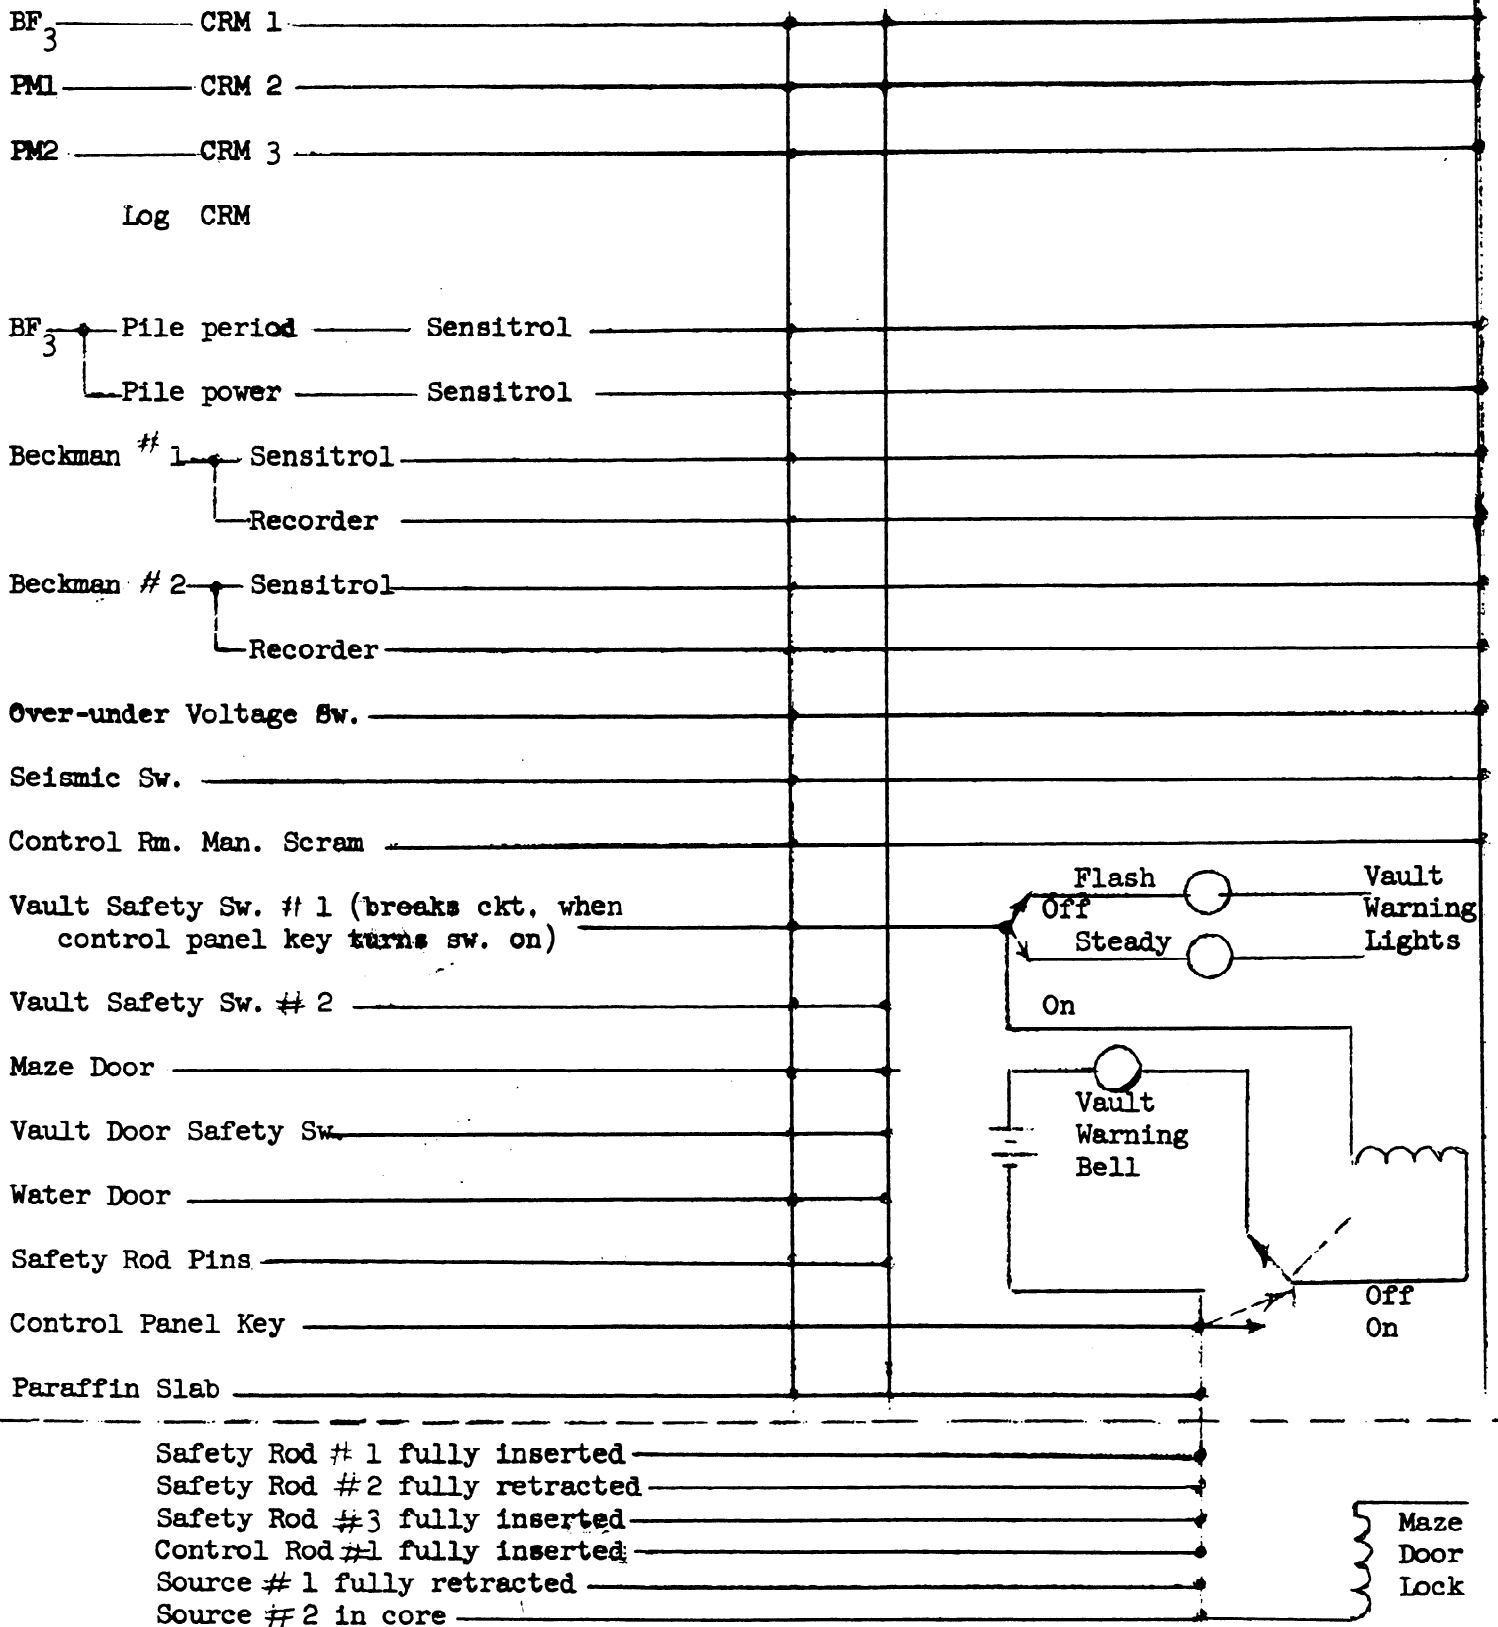 BF3 CRM 1
PM1 CRM 2
PM2 CRM 3
Log CRM
BF3 Pile period Sensitrol
Pile power Sensitrol
Beckman # 1 Sensitrol
Recorder
Beckman # 2 Sensitrol
Recorder
Over-under Voltage Sw.
Seismic Sw.
Control Rm. Man. Scram
Vault Safety Sw. # 1 (breaks ckt. when
control panel key turns sw. on)
Flash
Off
Steady
On
Vault
Warning
Lights
Vault Safety Sw. # 2
Maze Door
Vault Door Safety Sw.
Water Door
Vault
Warning
Bell
Safety Rod Pins
Control Panel Key
Off
On
Paraffin Slab
Safety Rod # 1 fully inserted
Safety Rod # 2 fully retracted
Safety Rod # 3 fully inserted
Control Rod #1 fully inserted
Source # 1 fully retracted
Source # 2 in core
Maze
Door
Lock